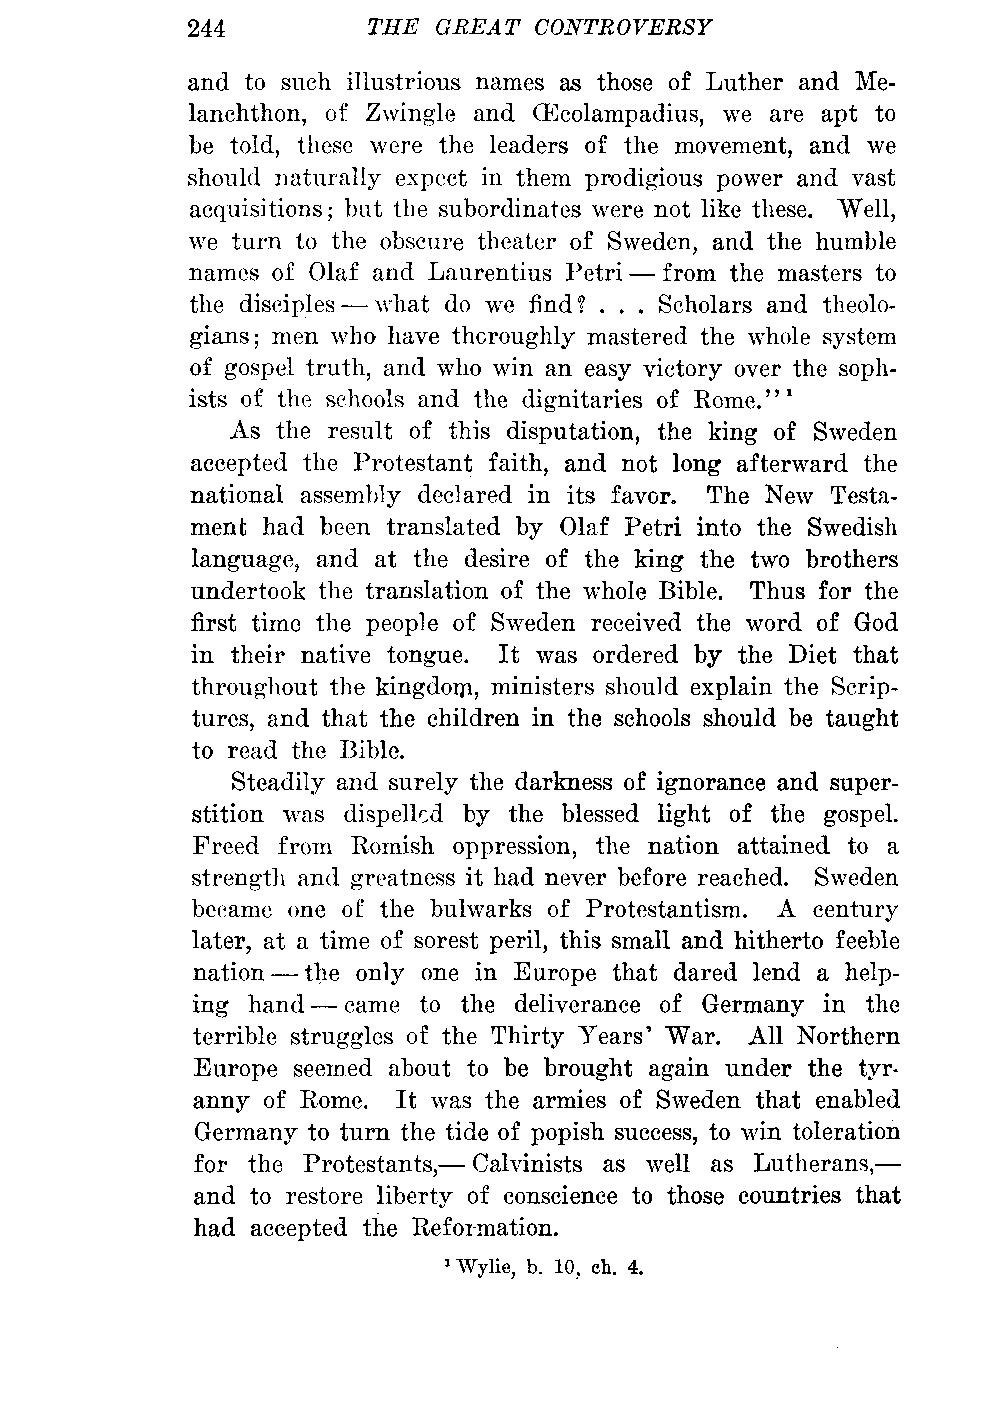 244 THE GREAT CONTROVERSY
and to such illustrious names as those of Luther and Me-
lanchthon, of Zwingle and Œcolampadius, we are apt to
be told, these were the leaders of the movement, and we
should naturally expect in them prodigious power and vast
acquisitions; but the subordinates were not like these. Well,
we turn to the obscure theater of Sweden, and the humble
names of Olaf and Laurentius Petri — from the masters to
the disciples — what do we find? . . . Scholars and theolo-
gians; men who have thoroughly mastered the whole system
of gospel truth, and who win an easy victory over the soph-
ists of the schools and the dignitaries of Rome."¹
As the result of this disputation, the king of Sweden
accepted the Protestant faith, and not long afterward the
national assembly declared in its favor. The New Testa-
ment had been translated by Olaf Petri into the Swedish
language, and at the desire of the king the two brothers
undertook the translation of the whole Bible. Thus for the
first time the people of Sweden received the word of God
in their native tongue. It was ordered by the Diet that
throughout the kingdom, ministers should explain the Scrip-
tures, and that the children in the schools should be taught
to read the Bible.
Steadily and surely the darkness of ignorance and super-
stition was dispelled by the blessed light of the gospel.
Freed from Romish oppression, the nation attained to a
strength and greatness it had never before reached. Sweden
became one of the bulwarks of Protestantism. A century
later, at a time of sorest peril, this small and hitherto feeble
nation — the only one in Europe that dared lend a help-
ing hand — came to the deliverance of Germany in the
terrible struggles of the Thirty Years' War. All Northern
Europe seemed about to be brought again under the tyr-
anny of Rome. It was the armies of Sweden that enabled
Germany to turn the tide of popish success, to win toleration
for the Protestants,— Calvinists as well as Lutherans,—
and to restore liberty of conscience to those countries that
had accepted the Reformation.
¹ Wylie, b. 10, ch. 4.